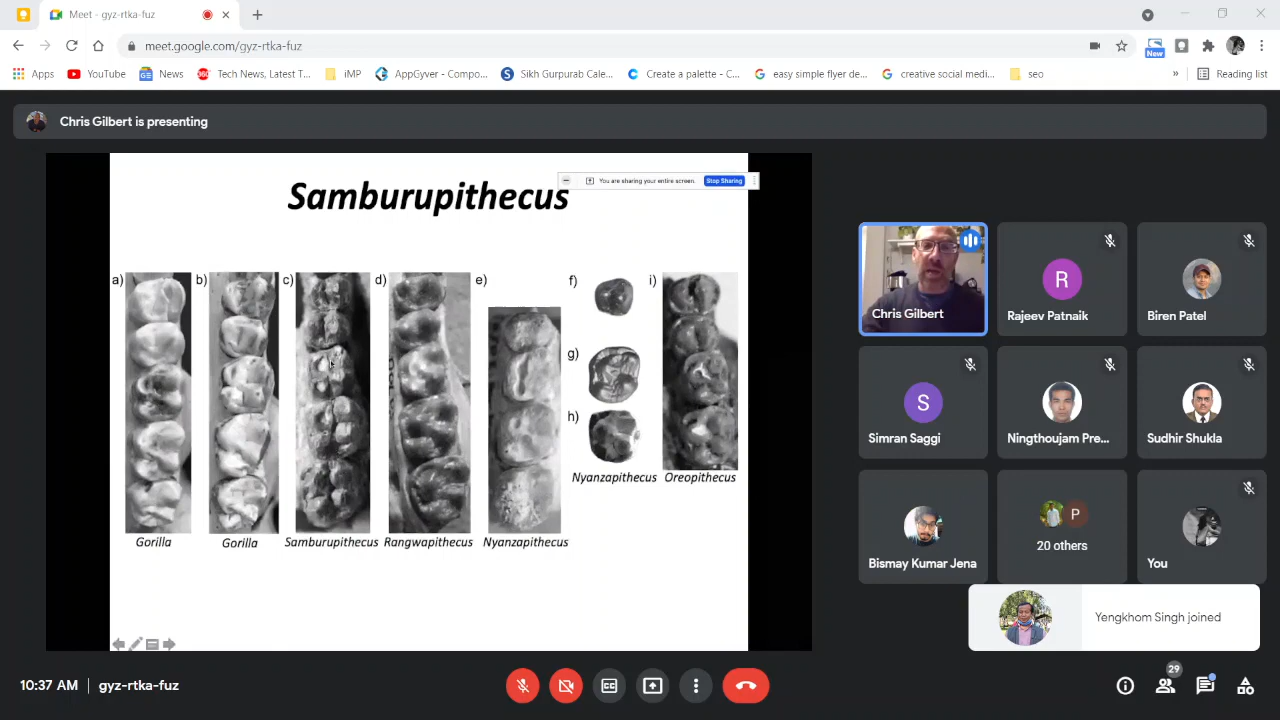 Meet - gyz-rtka-fuz
meet.google.com/gyz-rtka-fuz
New
Apps
YouTube
News
360
Tech News, Latest T...
iMP
AppGyver - Compo...
Sikh Gurpurab Cale...
Create a palette - C...
easy simple flyer de...
creative social medi...
seo
»
Reading list
Chris Gilbert is presenting
You are sharing your entire screen.
Stop Sharing
Samburupithecus
a)
b)
c)
d)
e)
f)
g)
h)
i)
Nyanzapithecus
Oreopithecus
Gorilla
Gorilla
Samburupithecus
Rangwapithecus
Nyanzapithecus
Chris Gilbert
R
Rajeev Patnaik
Biren Patel
S
Simran Saggi
Ningthoujam Pre...
Sudhir Shukla
Bismay Kumar Jena
P
20 others
You
Yengkhom Singh joined
10:37 AM | gyz-rtka-fuz
CC
29